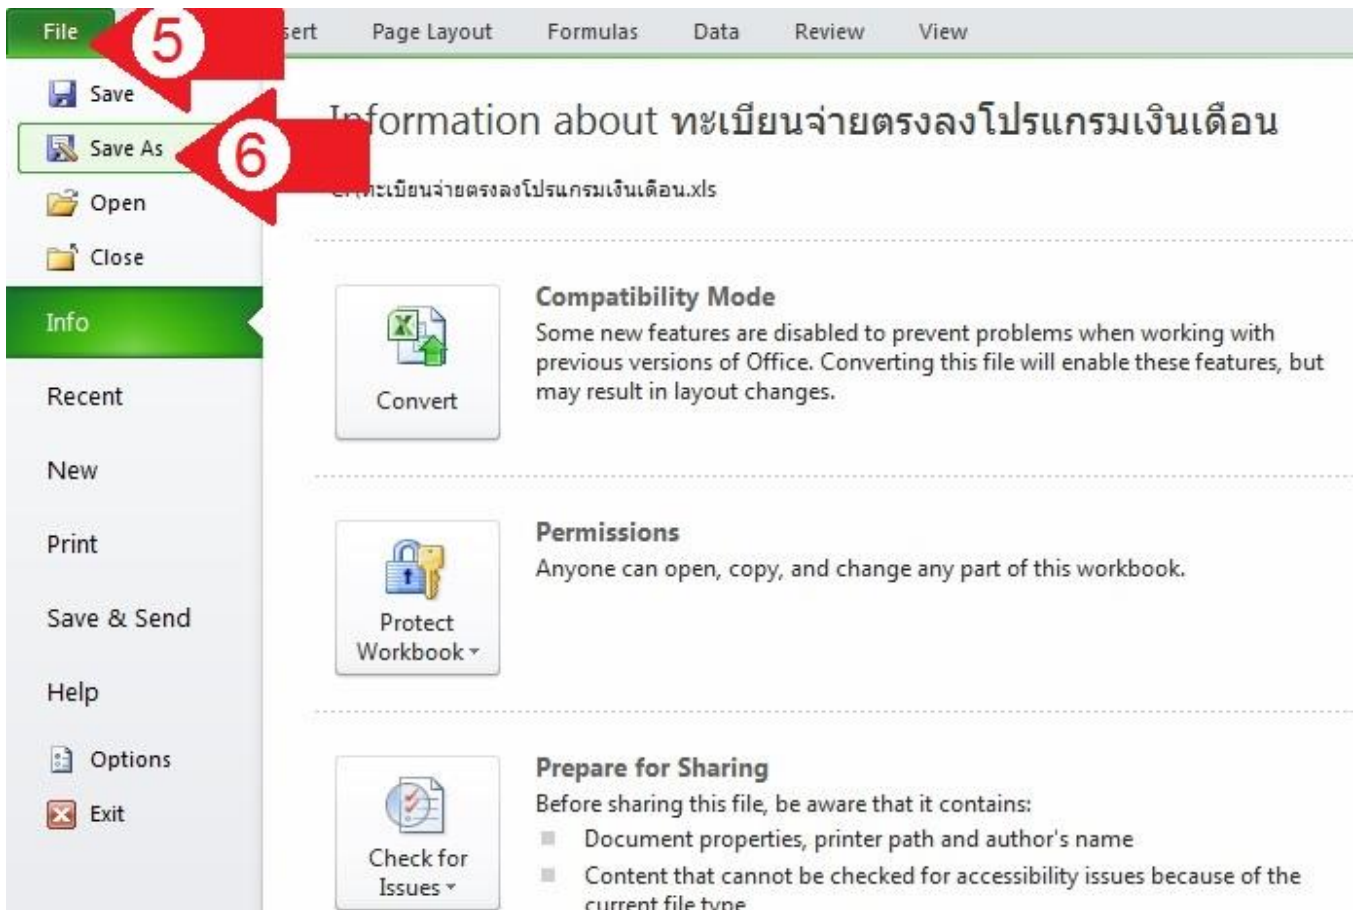 File
5
sert
Page Layout
Formulas
Data
Review
View
Save
Save As
6
Open
Close
Info
Recent
New
Print
Save & Send
Help
Options
Exit
Information about ทะเบียนจ่ายตรงลงโปรแกรมเงินเดือน
ทะเบียนจ่ายตรงลงโปรแกรมเงินเดือน.xls
Convert
Compatibility Mode
Some new features are disabled to prevent problems when working with
previous versions of Office. Converting this file will enable these features, but
may result in layout changes.
Protect
Workbook
Permissions
Anyone can open, copy, and change any part of this workbook.
Check for
Issues
Prepare for Sharing
Before sharing this file, be aware that it contains:
Document properties, printer path and author's name
Content that cannot be checked for accessibility issues because of the
current file type